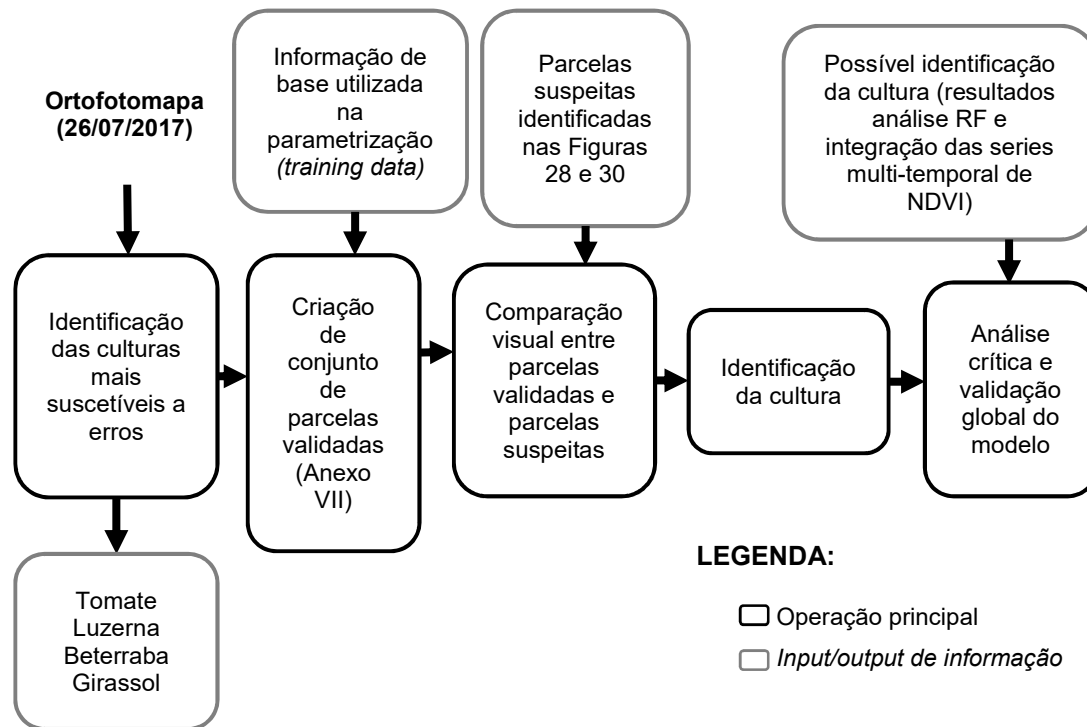 Ortofotomapa
(26/07/2017)
Informação de
base utilizada
na
parametrização
(training data)
Parcelas
suspeitas
identificadas
nas Figuras
28 e 30
Possível identificação
da cultura (resultados
análise RF e
integração das series
multi-temporal de
NDVI)
Identificação
das culturas
mais
suscetíveis a
erros
Criação
de
conjunto
de
parcelas
validadas
(Anexo
VII)
Comparação
visual entre
parcelas
validadas e
parcelas
suspeitas
Identificação
da cultura
Análise
crítica e
validação
global do
modelo
Tomate
Luzerna
Beterraba
Girassol
LEGENDA:
Operação principal
Input/output de informação